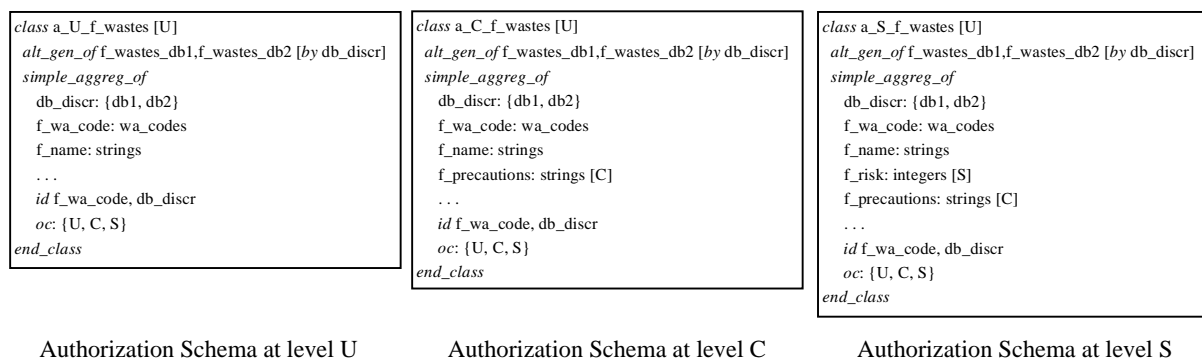 class a_U_f_wastes [U]
alt_gen_of f_wastes_db1,f_wastes_db2 [by db_discr]
simple_aggreg_of
db_discr: {db1, db2}
f_wa_code: wa_codes
f_name: strings
. . .
id f_wa_code, db_discr
oc: {U, C, S}
end_class
Authorization Schema at level U
class a_C_f_wastes [U]
alt_gen_of f_wastes_db1,f_wastes_db2 [by db_discr]
simple_aggreg_of
db_discr: {db1, db2}
f_wa_code: wa_codes
f_name: strings
f_precautions: strings [C]
. . .
id f_wa_code, db_discr
oc: {U, C, S}
end_class
Authorization Schema at level C
class a_S_f_wastes [U]
alt_gen_of f_wastes_db1,f_wastes_db2 [by db_discr]
simple_aggreg_of
db_discr: {db1, db2}
f_wa_code: wa_codes
f_name: strings
f_risk: integers [S]
f_precautions: strings [C]
. . .
id f_wa_code, db_discr
oc: {U, C, S}
end_class
Authorization Schema at level S